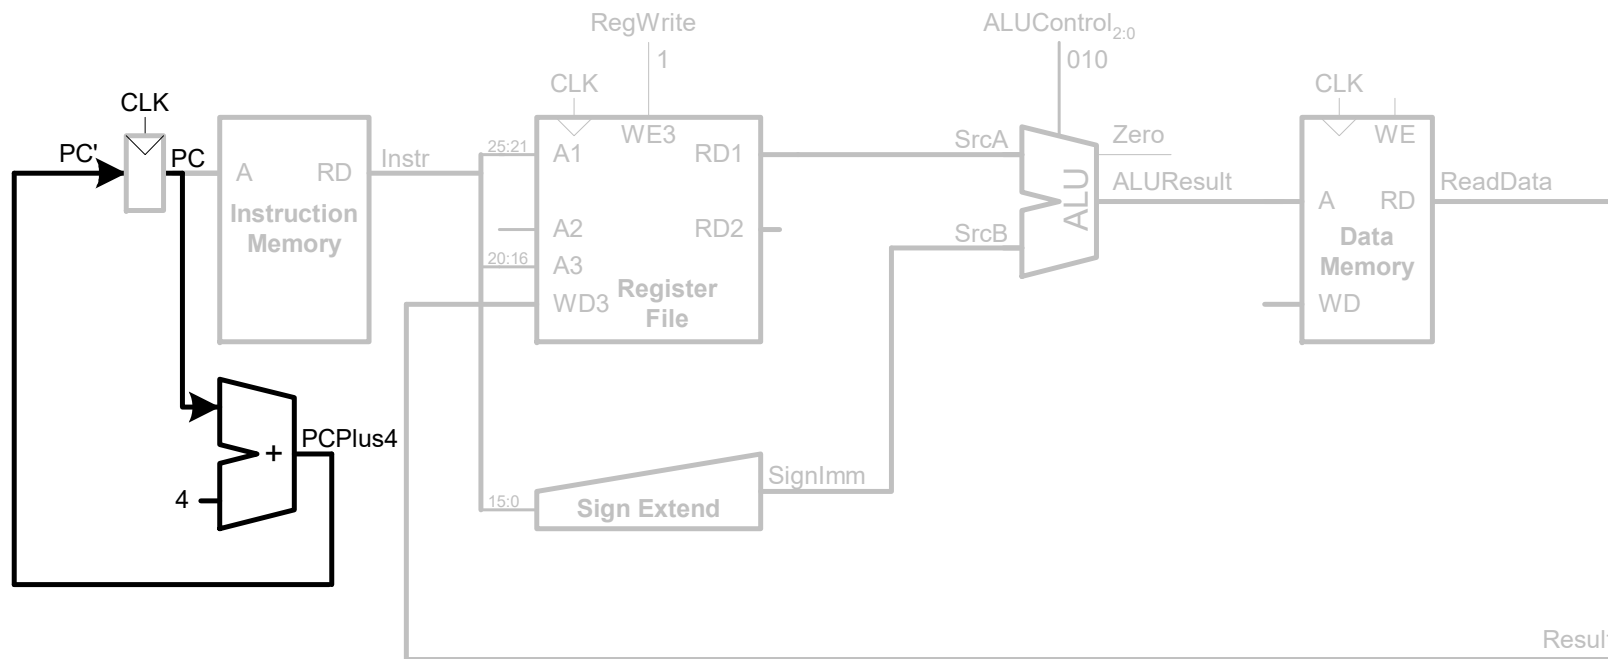 RegWrite
1
ALUControl2:0
010
CLK
PC'
PC
A
RD
Instruction
Memory
Instr
25:21
20:16
15:0
CLK
WE3
A1
RD1
A2
RD2
A3
WD3
Register
File
SrcA
SrcB
ALU
Zero
ALUResult
CLK
WE
A
RD
Data
Memory
WD
ReadData
4
+
PCPlus4
Sign Extend
SignImm
Result